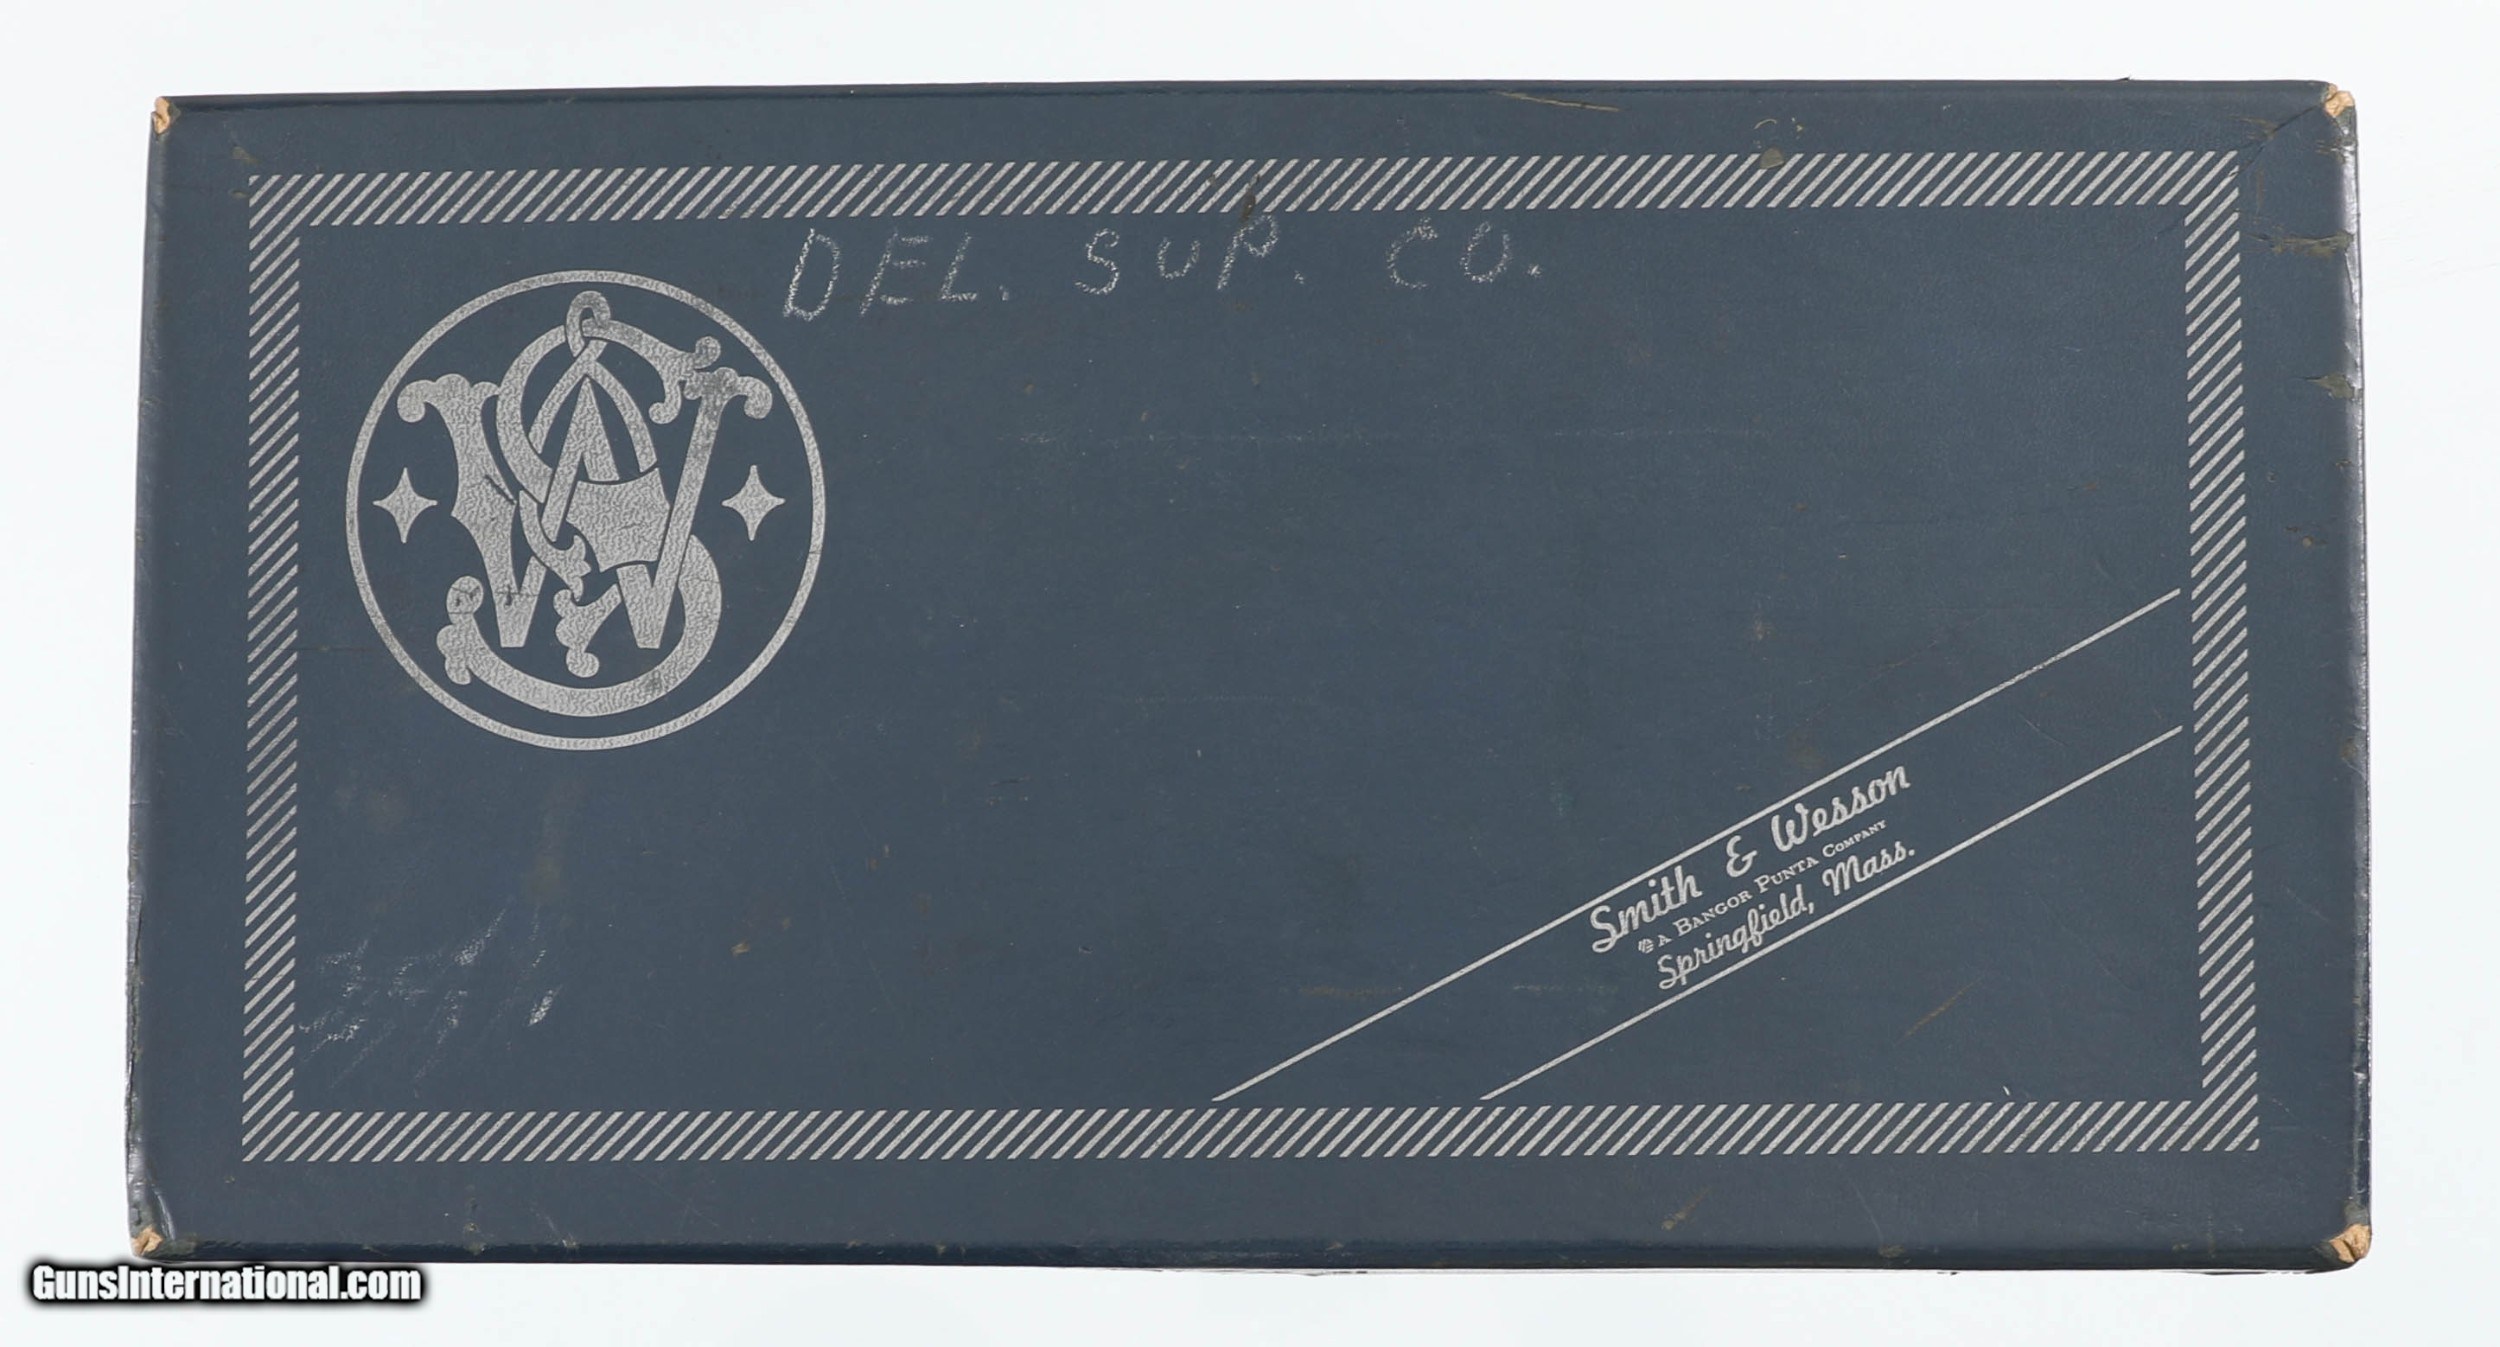 DEL. SUP. CO.
Smith & Wesson
A BANGOR PUNTA COMPANY
Springfield, Mass.
GunsInternational.com